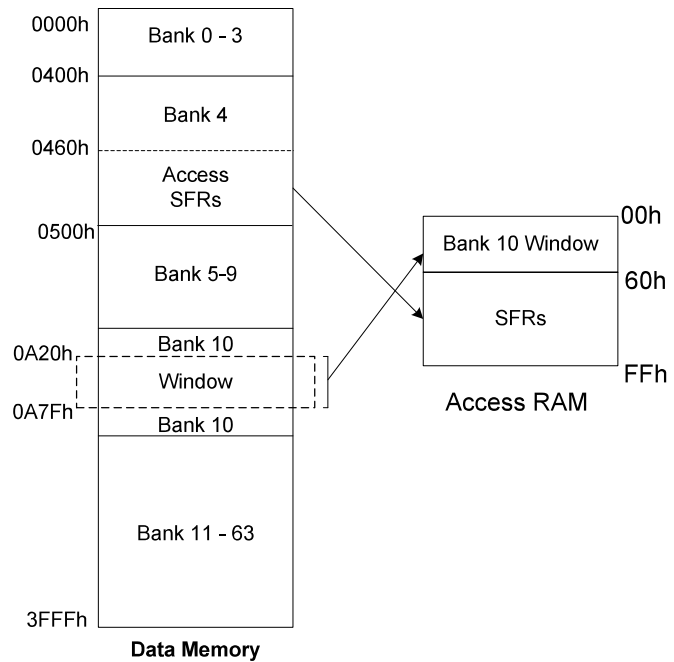 0000h
Bank 0 - 3
0400h
Bank 4
0460h
Access
SFRs
0500h
Bank 5-9
Bank 10
0A20h
Window
0A7Fh
Bank 10
Bank 11 - 63
3FFFh
Data Memory
00h
Bank 10 Window
60h
SFRs
FFh
Access RAM